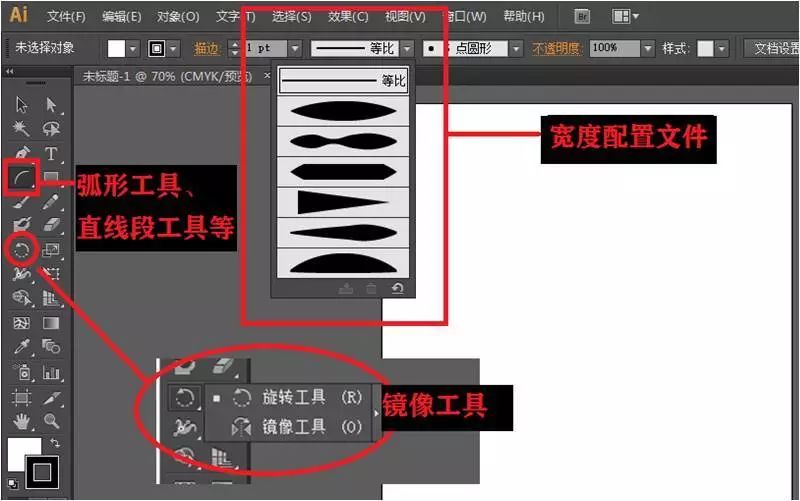 Ai 文件(F) 编辑(E) 对象(O) 文字(T) 选择(S) 效果(C) 视图(V) 窗口(W) 帮助(H) Br
未选择对象 描边: 1 pt 等比 点圆形 不透明度: 100% 样式: 文档设置
未标题-1 @ 70% (CMYK/预览) ×
等比
宽度配置文件
弧形工具、
直线段工具等
旋转工具 (R)
镜像工具 (O)
镜像工具